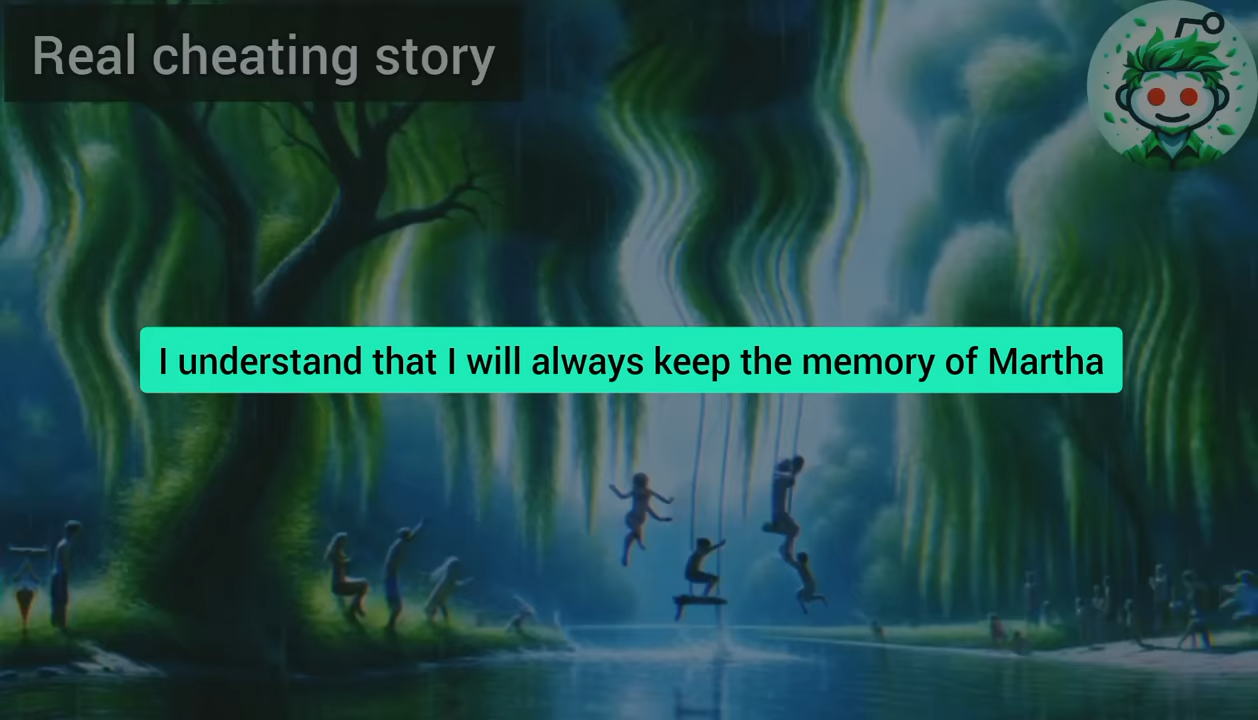 Real cheating story
I understand that I will always keep the memory of Martha